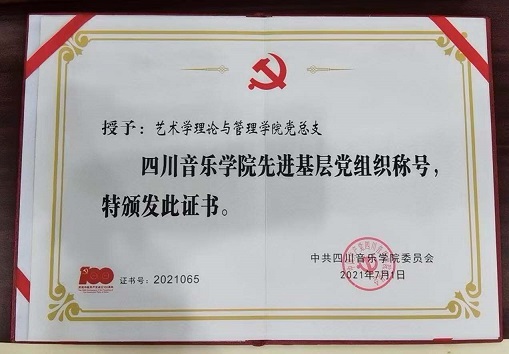 授予：艺术学理论与管理学院党总支
四川音乐学院先进基层党组织称号，
特颁发此证书。
中共四川音乐学院委员会
2021年7月1日
100
证书号：2021065